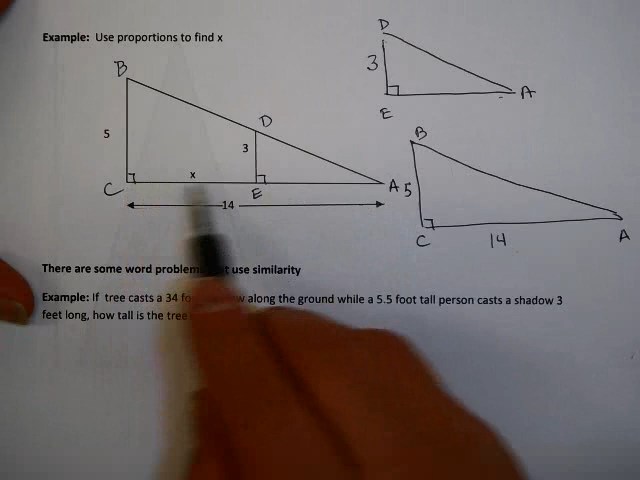 Example: Use proportions to find x
D
3
E
A
B
5
D
3
C
x
E
A
14
B
5
C
14
A
There are some word problems use similarity
Example: If tree casts a 34 along the ground while a 5.5 foot tall person casts a shadow 3
feet long, how tall is the tree